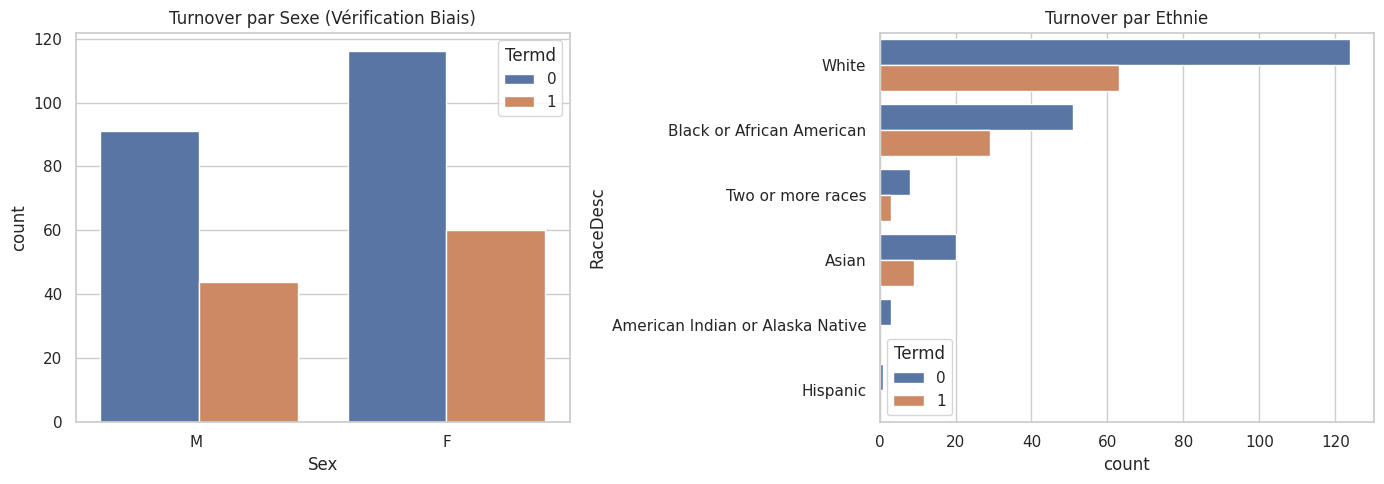 Turnover par Sexe (Vérification Biais)
count
120
100
80
60
40
20
0
M
F
Sex
Termd
0
1
Turnover par Ethnie
RaceDesc
White
Black or African American
Two or more races
Asian
American Indian or Alaska Native
Hispanic
Termd
0
1
0
20
40
60
80
100
120
count